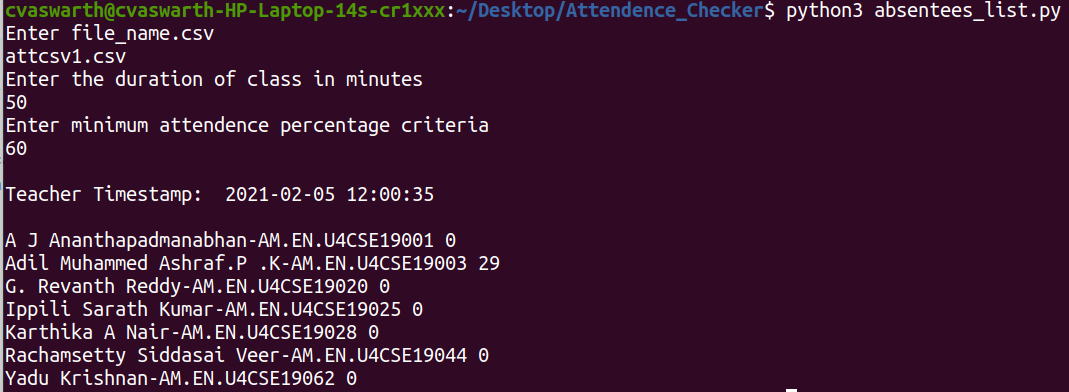 cvaswarth@cvaswarth-HP-Laptop-14s-cr1xxx:~/Desktop/Attendence_Checker$ python3 absentees_list.py
Enter file_name.csv
attcsv1.csv
Enter the duration of class in minutes
50
Enter minimum attendence percentage criteria
60
Teacher Timestamp:  2021-02-05 12:00:35
A J Ananthapadmanabhan-AM.EN.U4CSE19001 0
Adil Muhammed Ashraf.P .K-AM.EN.U4CSE19003 29
G. Revanth Reddy-AM.EN.U4CSE19020 0
Ippili Sarath Kumar-AM.EN.U4CSE19025 0
Karthika A Nair-AM.EN.U4CSE19028 0
Rachamsetty Siddasai Veer-AM.EN.U4CSE19044 0
Yadu Krishnan-AM.EN.U4CSE19062 0